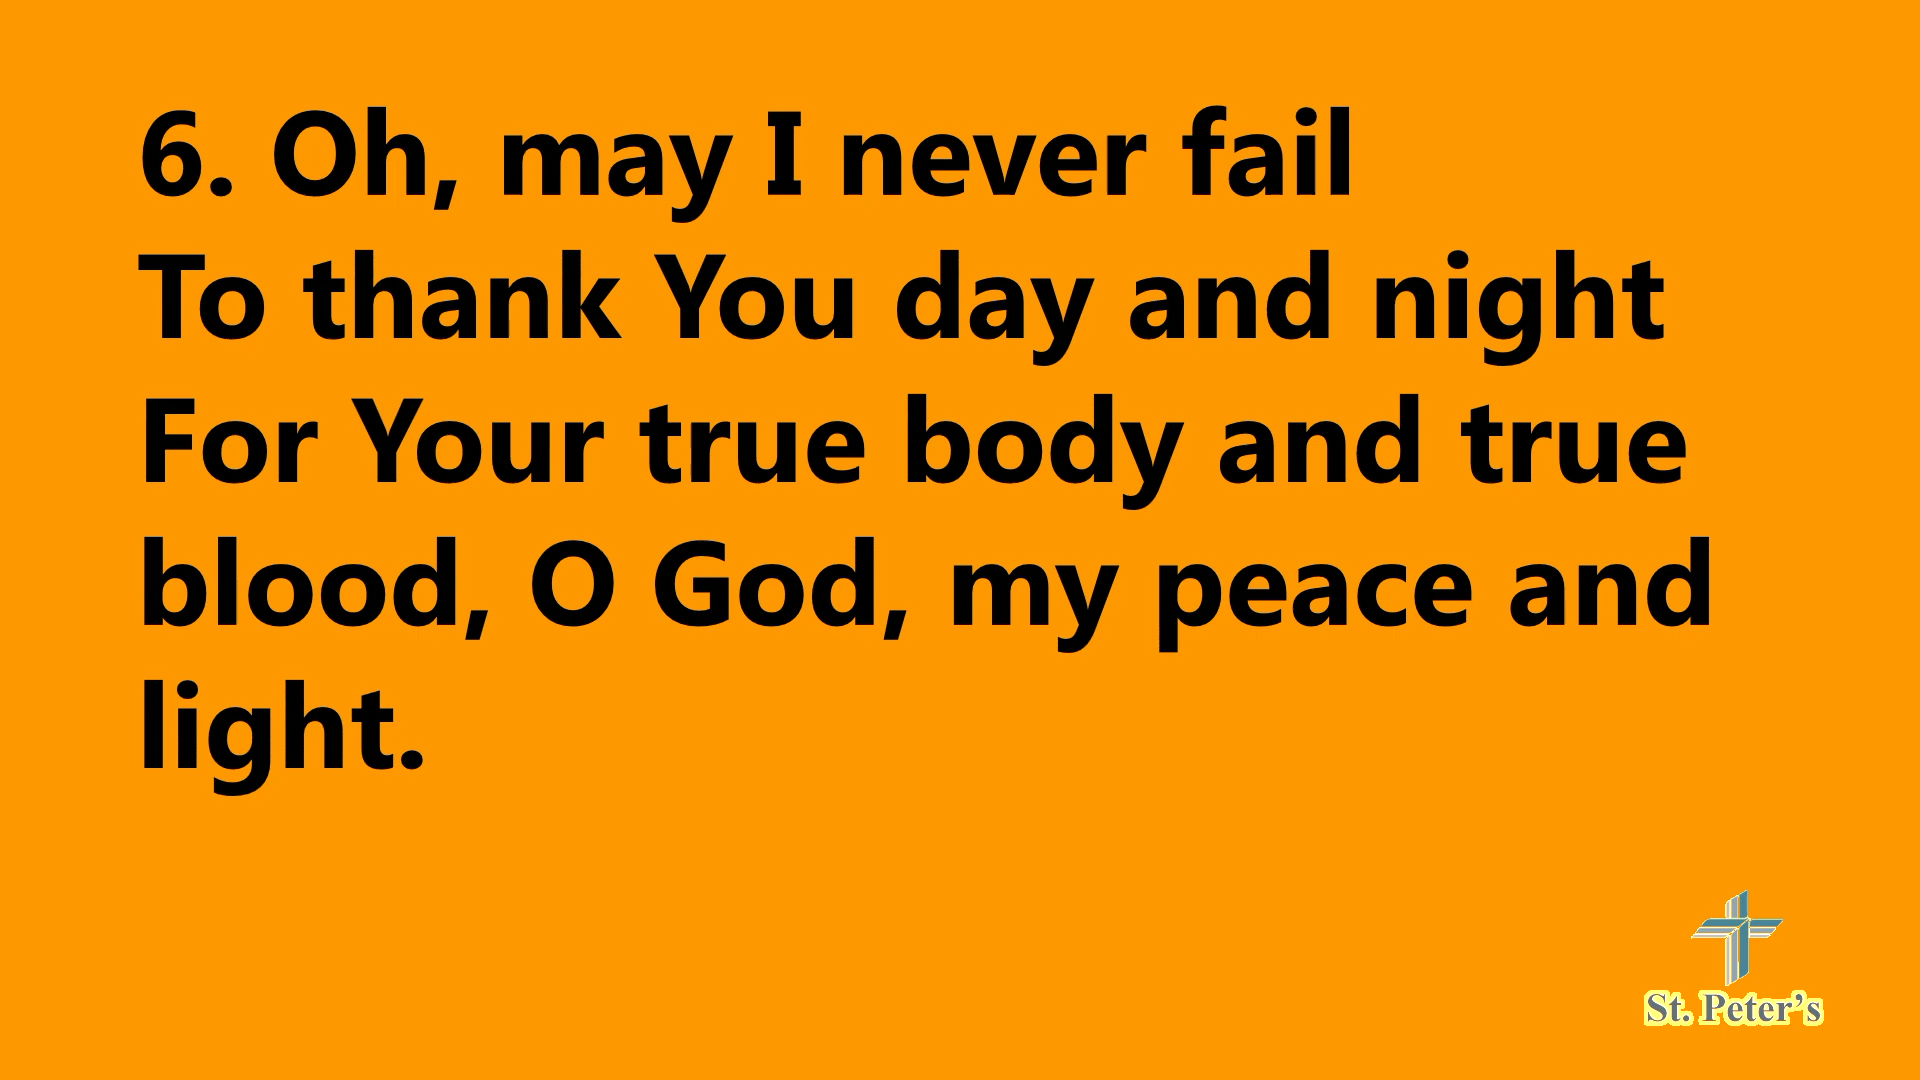 6. Oh, may I never fail
To thank You day and night
For Your true body and true
blood, O God, my peace and
light.
St. Peter's